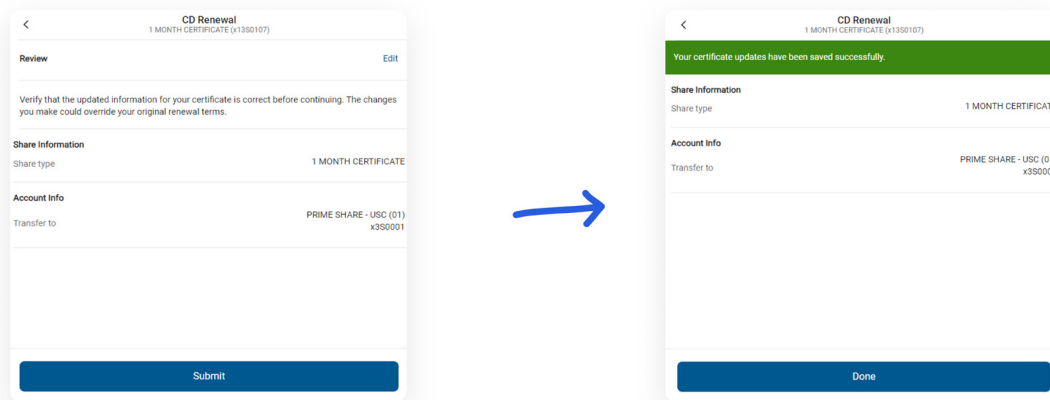 CD Renewal
1 MONTH CERTIFICATE (x13S0107)
Review
Edit
Verify that the updated information for your certificate is correct before continuing. The changes
you make could override your original renewal terms.
Share Information
Share type
1 MONTH CERTIFICATE
Account Info
Transfer to
PRIME SHARE - USC (01)
x3S0001
Submit
CD Renewal
1 MONTH CERTIFICATE (x13S0107)
Your certificate updates have been saved successfully.
Share Information
Share type
1 MONTH CERTIFICAT
Account Info
Transfer to
PRIME SHARE - USC (0
x3S000
Done